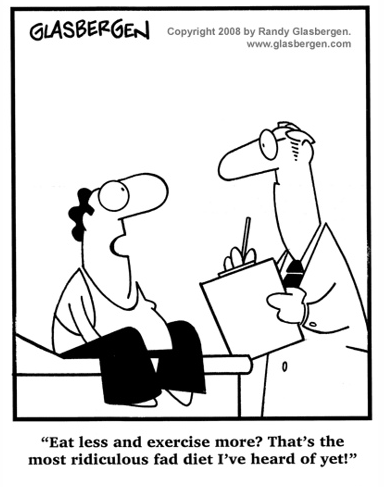 GLASBERGEN
Copyright 2008 by Randy Glasbergen.
www.glasbergen.com
“Eat less and exercise more? That’s the
most ridiculous fad diet I’ve heard of yet!”